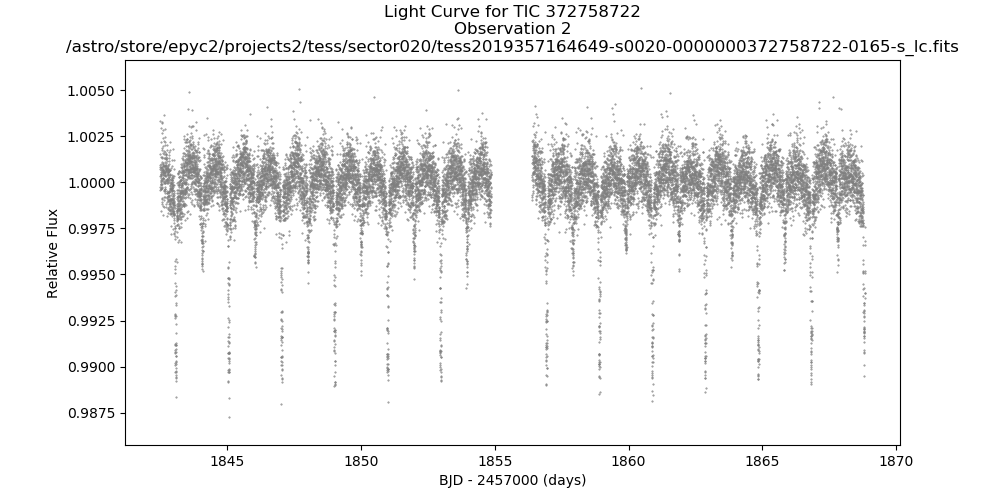 Light Curve for TIC 372758722
Observation 2
/astro/store/epyc2/projects2/tess/sector020/tess2019357164649-s0020-0000000372758722-0165-s_lc.fits
1.0050
1.0025
1.0000
0.9975
0.9950
0.9925
0.9900
0.9875
Relative Flux
1845
1850
1855
1860
1865
1870
BJD - 2457000 (days)